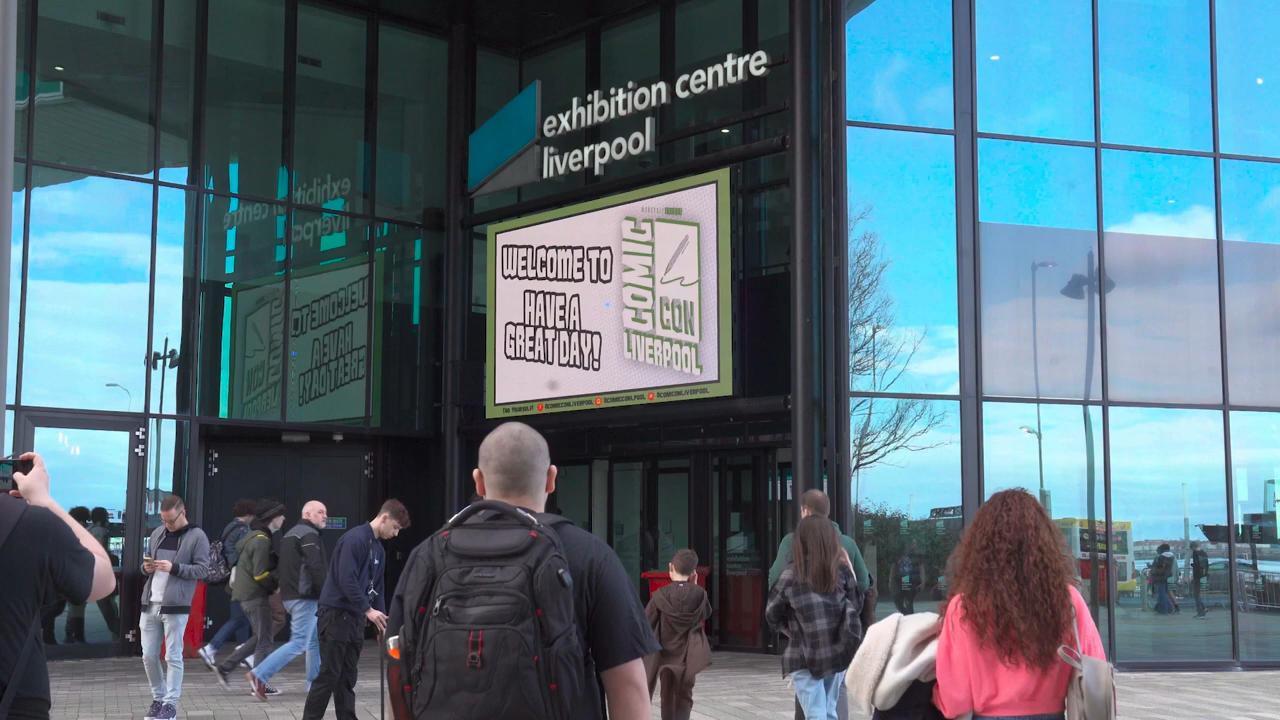 exhibition centre
liverpool
WELCOME TO
HAVE A
GREAT DAY!
COMIC
CON
LIVERPOOL